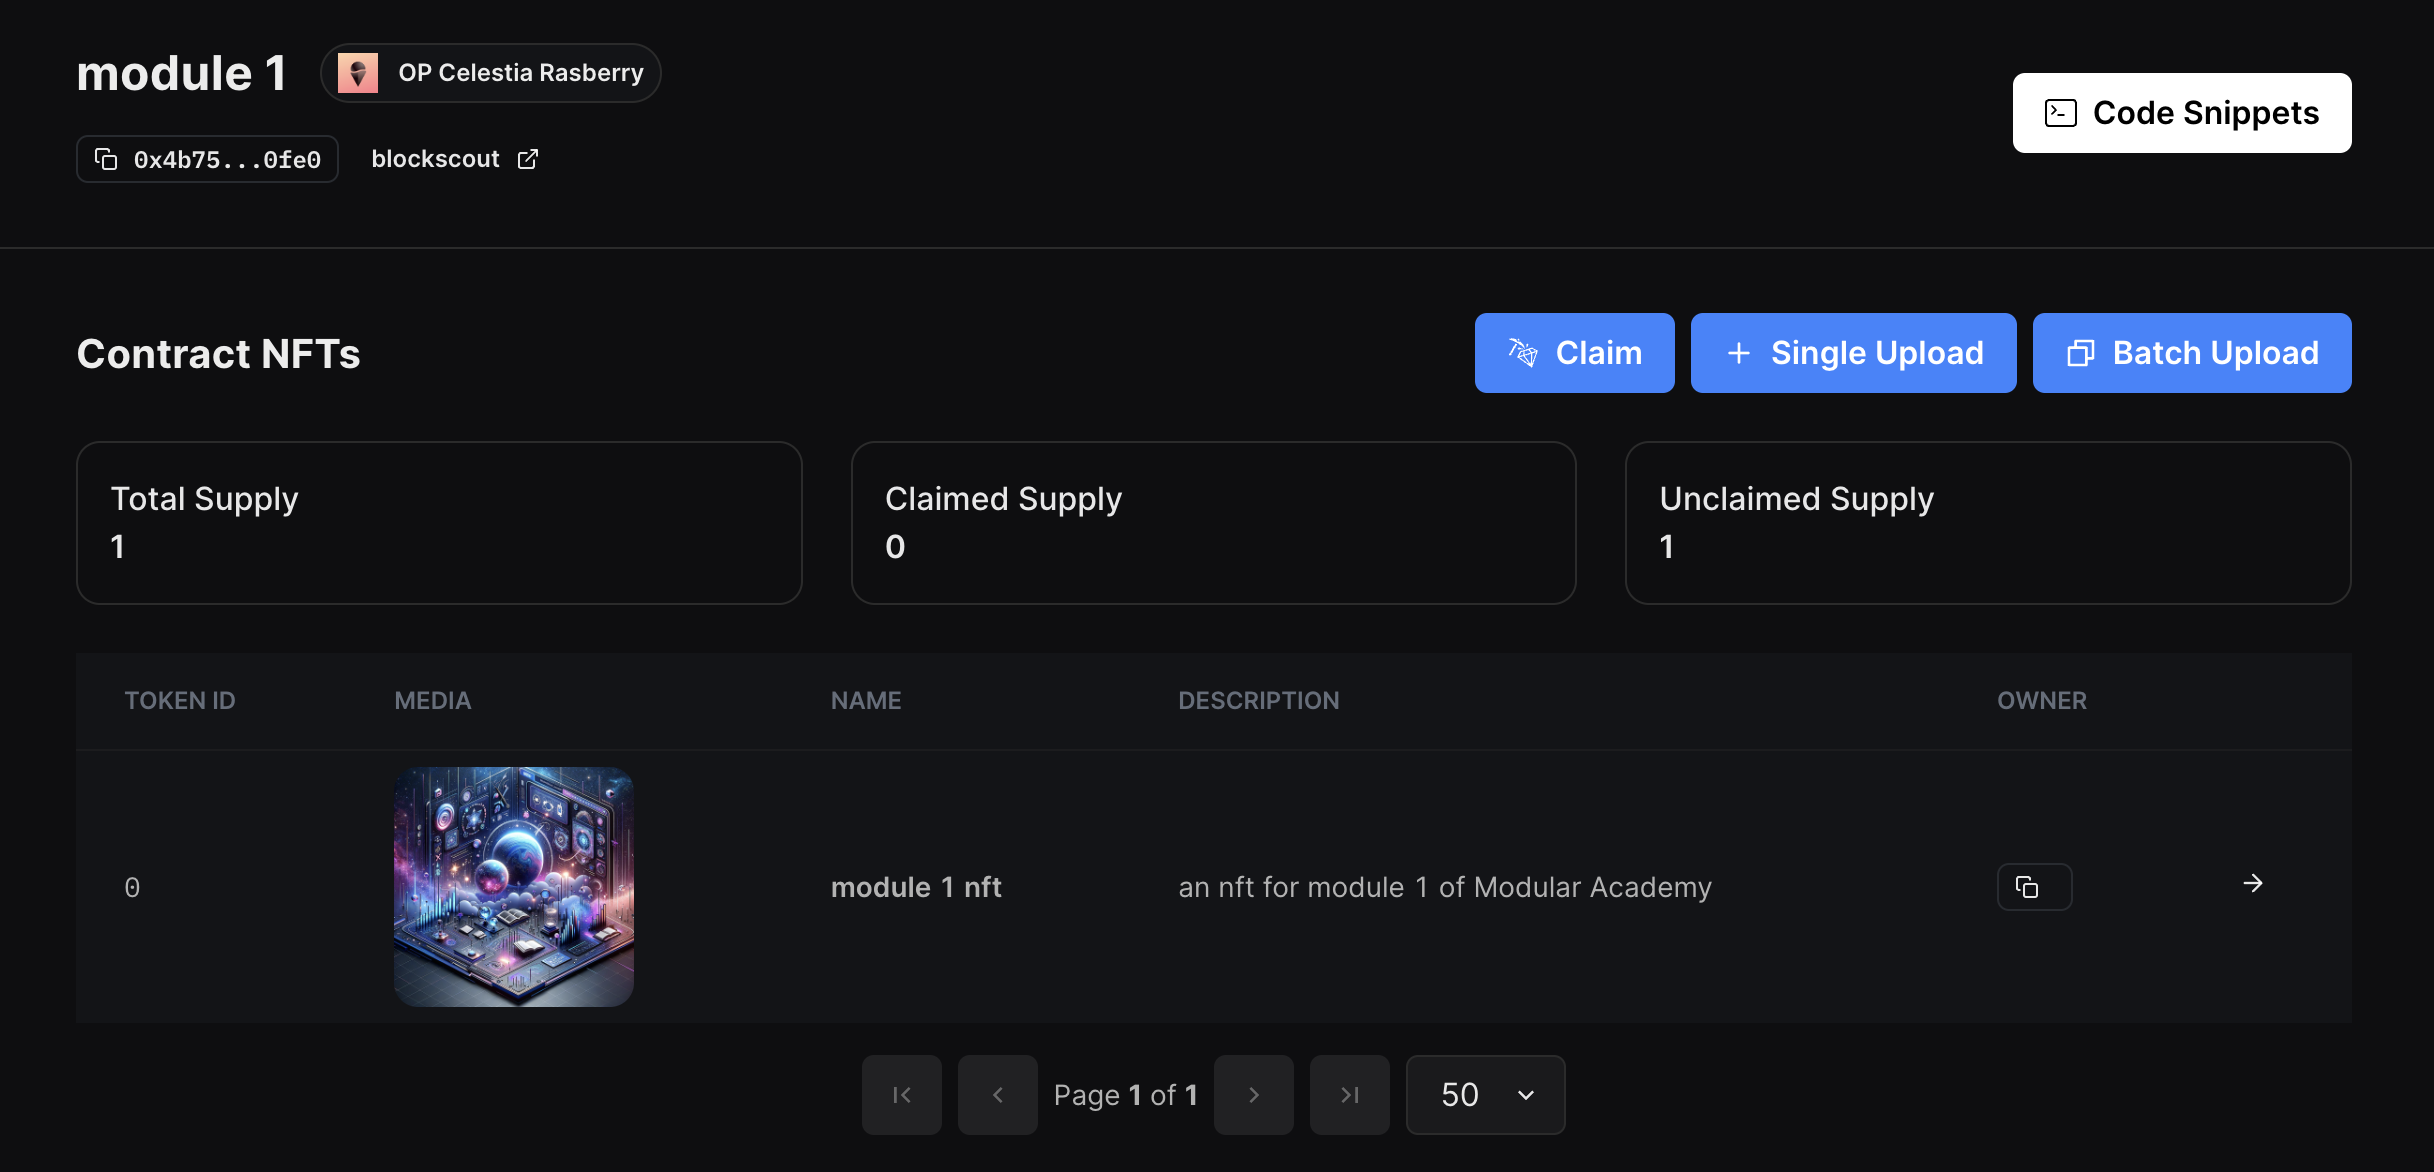 module 1
OP Celestia Rasberry
0x4b75...0fe0
blockscout
Code Snippets
Contract NFTs
Claim
Single Upload
Batch Upload
Total Supply
1
Claimed Supply
0
Unclaimed Supply
1
TOKEN ID MEDIA NAME DESCRIPTION OWNER
0 module 1 nft an nft for module 1 of Modular Academy
Page 1 of 1
50